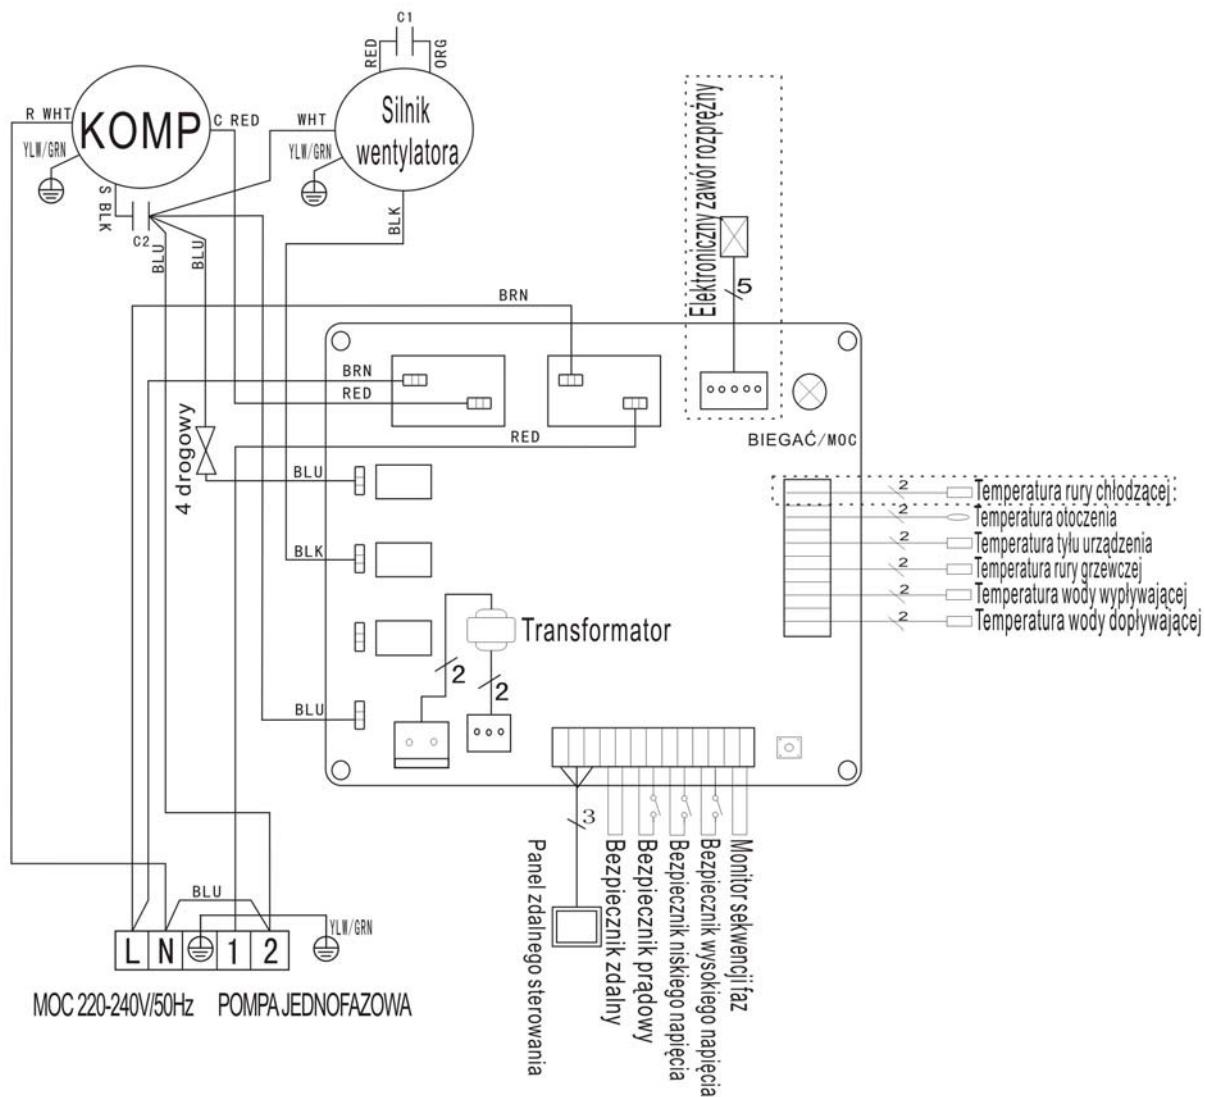 C1
RED
ORG
R WHT
KOMP
C RED
WHT
Silnik
wentylatora
YLW/GRN
YLW/GRN
S BLK
C2
BLU
BLU
BLK
Elektroniczny zawór rozprężny
5
BRN
BRN
RED
RED
BIEGAĆ/MOC
4 drogowy
BLU
2 Temperatura rury chłodzącej
2 Temperatura otoczenia
2 Temperatura tyłu urządzenia
2 Temperatura rury grzewczej
2 Temperatura wody wypływającej
2 Temperatura wody dopływającej
BLK
Transformator
2
2
BLU
3
Panel zdalnego sterowania
Bezpiecznik zdalny
Bezpiecznik prądowy
Bezpiecznik niskiego napięcia
Bezpiecznik wysokiego napięcia
Monitor sekwencji faz
BLU
YLW/GRN
L N 1 2
MOC 220-240V/50Hz POMPA JEDNOFAZOWA